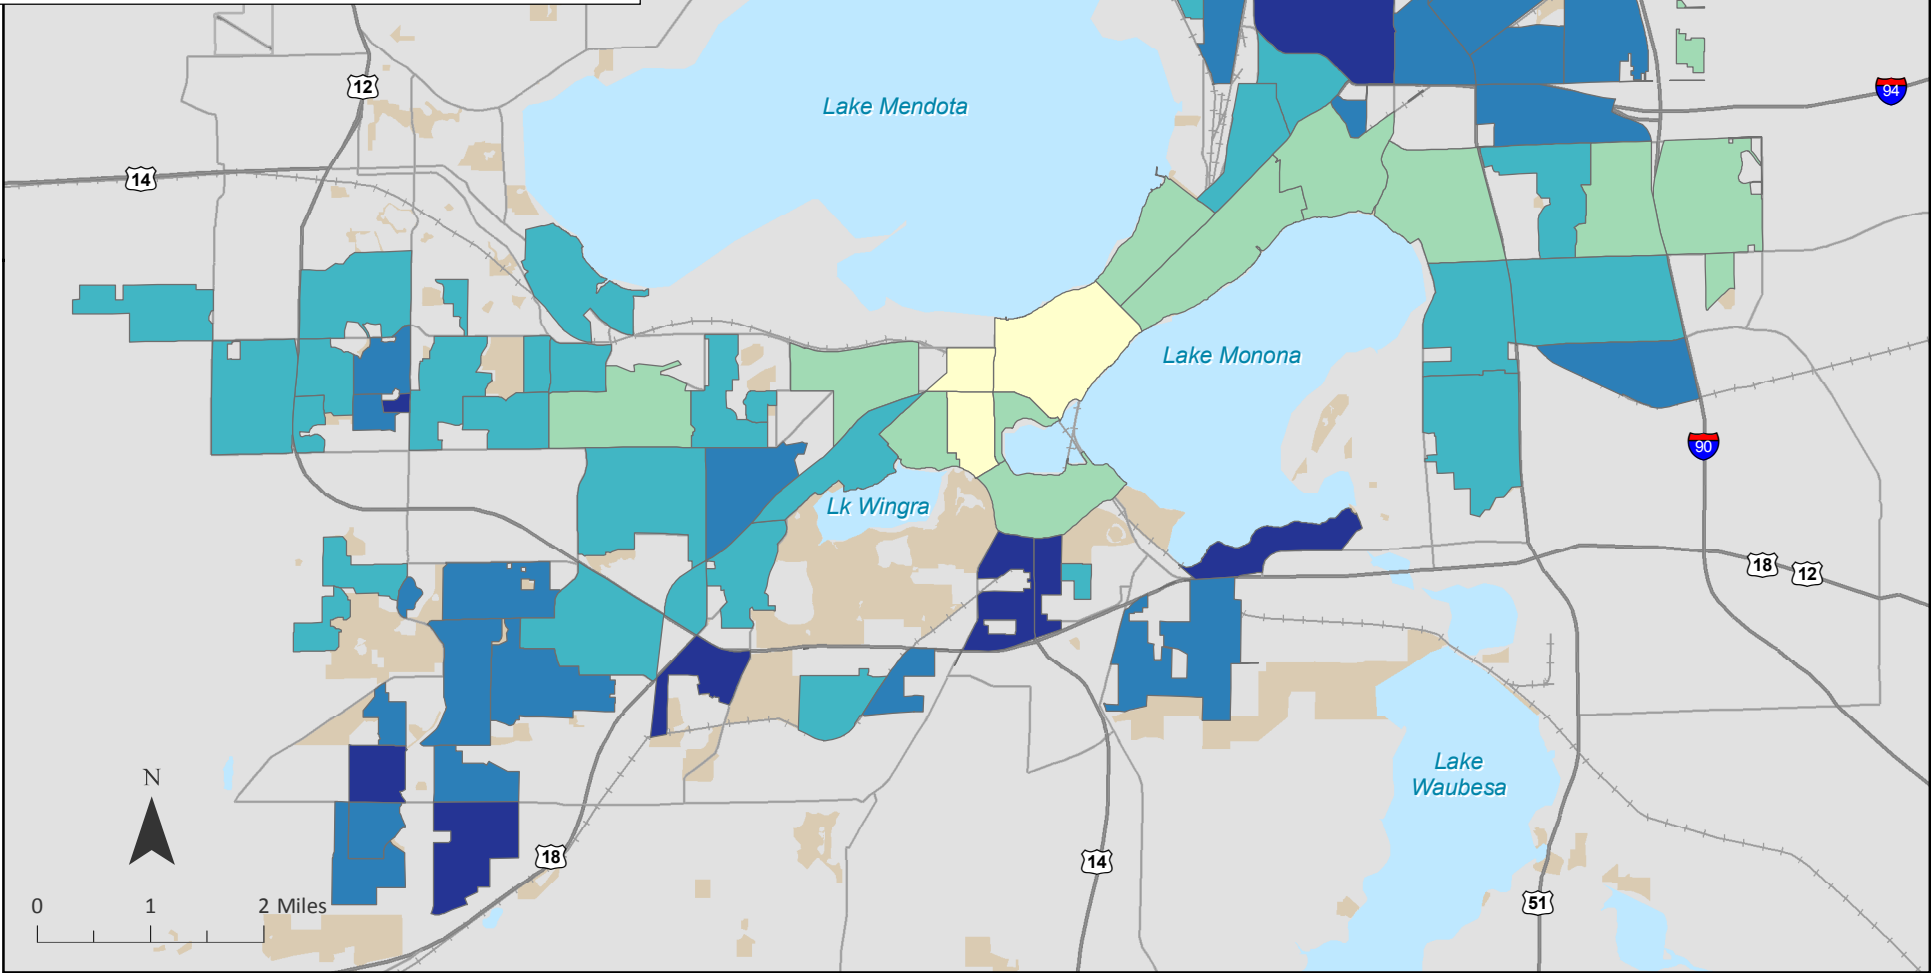 12
Lake Mendota
94
14
Lake Monona
90
Lk Wingra
18
12
Lake
Waubesa
N
18
14
51
0 1 2 Miles